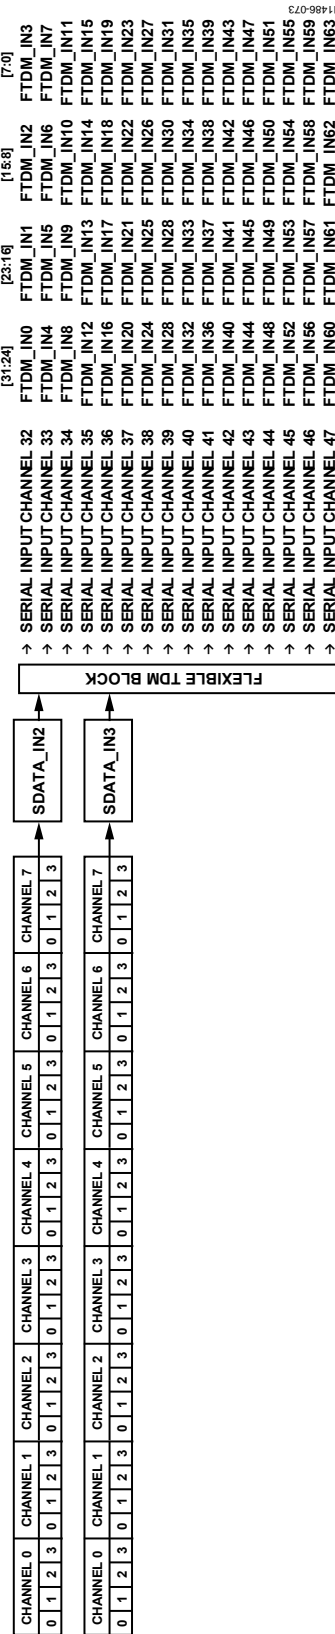 [31:24] [23:16] [15:8] [7:0]
CHANNEL 0 CHANNEL 1 CHANNEL 2 CHANNEL 3 CHANNEL 4 CHANNEL 5 CHANNEL 6 CHANNEL 7
0 1 2 3 0 1 2 3 0 1 2 3 0 1 2 3 0 1 2 3 0 1 2 3 0 1 2 3 0 1 2 3
SDATA_IN2
CHANNEL 0 CHANNEL 1 CHANNEL 2 CHANNEL 3 CHANNEL 4 CHANNEL 5 CHANNEL 6 CHANNEL 7
0 1 2 3 0 1 2 3 0 1 2 3 0 1 2 3 0 1 2 3 0 1 2 3 0 1 2 3 0 1 2 3
SDATA_IN3
FLEXIBLE TDM BLOCK
→ SERIAL INPUT CHANNEL 32 FTDM_IN0 FTDM_IN1 FTDM_IN2 FTDM_IN3
→ SERIAL INPUT CHANNEL 33 FTDM_IN4 FTDM_IN5 FTDM_IN6 FTDM_IN7
→ SERIAL INPUT CHANNEL 34 FTDM_IN8 FTDM_IN9 FTDM_IN10 FTDM_IN11
→ SERIAL INPUT CHANNEL 35 FTDM_IN12 FTDM_IN13 FTDM_IN14 FTDM_IN15
→ SERIAL INPUT CHANNEL 36 FTDM_IN16 FTDM_IN17 FTDM_IN18 FTDM_IN19
→ SERIAL INPUT CHANNEL 37 FTDM_IN20 FTDM_IN21 FTDM_IN22 FTDM_IN23
→ SERIAL INPUT CHANNEL 38 FTDM_IN24 FTDM_IN25 FTDM_IN26 FTDM_IN27
→ SERIAL INPUT CHANNEL 39 FTDM_IN28 FTDM_IN28 FTDM_IN30 FTDM_IN31
→ SERIAL INPUT CHANNEL 40 FTDM_IN32 FTDM_IN33 FTDM_IN34 FTDM_IN35
→ SERIAL INPUT CHANNEL 41 FTDM_IN36 FTDM_IN37 FTDM_IN38 FTDM_IN39
→ SERIAL INPUT CHANNEL 42 FTDM_IN40 FTDM_IN41 FTDM_IN42 FTDM_IN43
→ SERIAL INPUT CHANNEL 43 FTDM_IN44 FTDM_IN45 FTDM_IN46 FTDM_IN47
→ SERIAL INPUT CHANNEL 44 FTDM_IN48 FTDM_IN49 FTDM_IN50 FTDM_IN51
→ SERIAL INPUT CHANNEL 45 FTDM_IN52 FTDM_IN53 FTDM_IN54 FTDM_IN55
→ SERIAL INPUT CHANNEL 46 FTDM_IN56 FTDM_IN57 FTDM_IN58 FTDM_IN59
→ SERIAL INPUT CHANNEL 47 FTDM_IN60 FTDM_IN61 FTDM_IN62 FTDM_IN63
11486-073